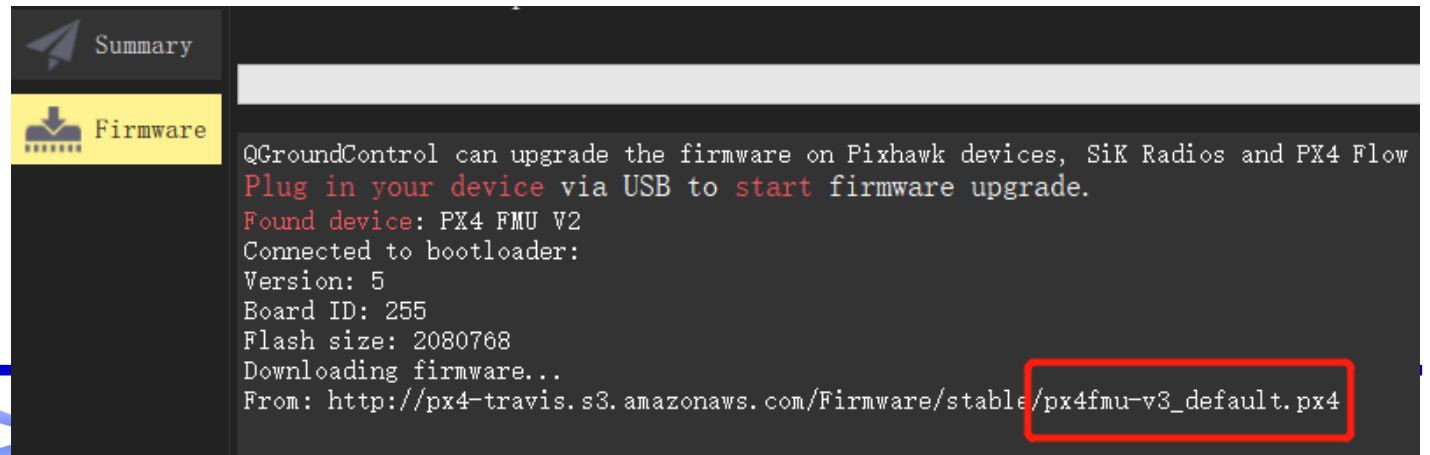 Summary
Firmware
QGroundControl can upgrade the firmware on Pixhawk devices, SiK Radios and PX4 Flow
Plug in your device via USB to start firmware upgrade.
Found device: PX4 FMU V2
Connected to bootloader:
Version: 5
Board ID: 255
Flash size: 2080768
Downloading firmware...
From: http://px4-travis.s3.amazonaws.com/Firmware/stable/px4fmu-v3_default.px4